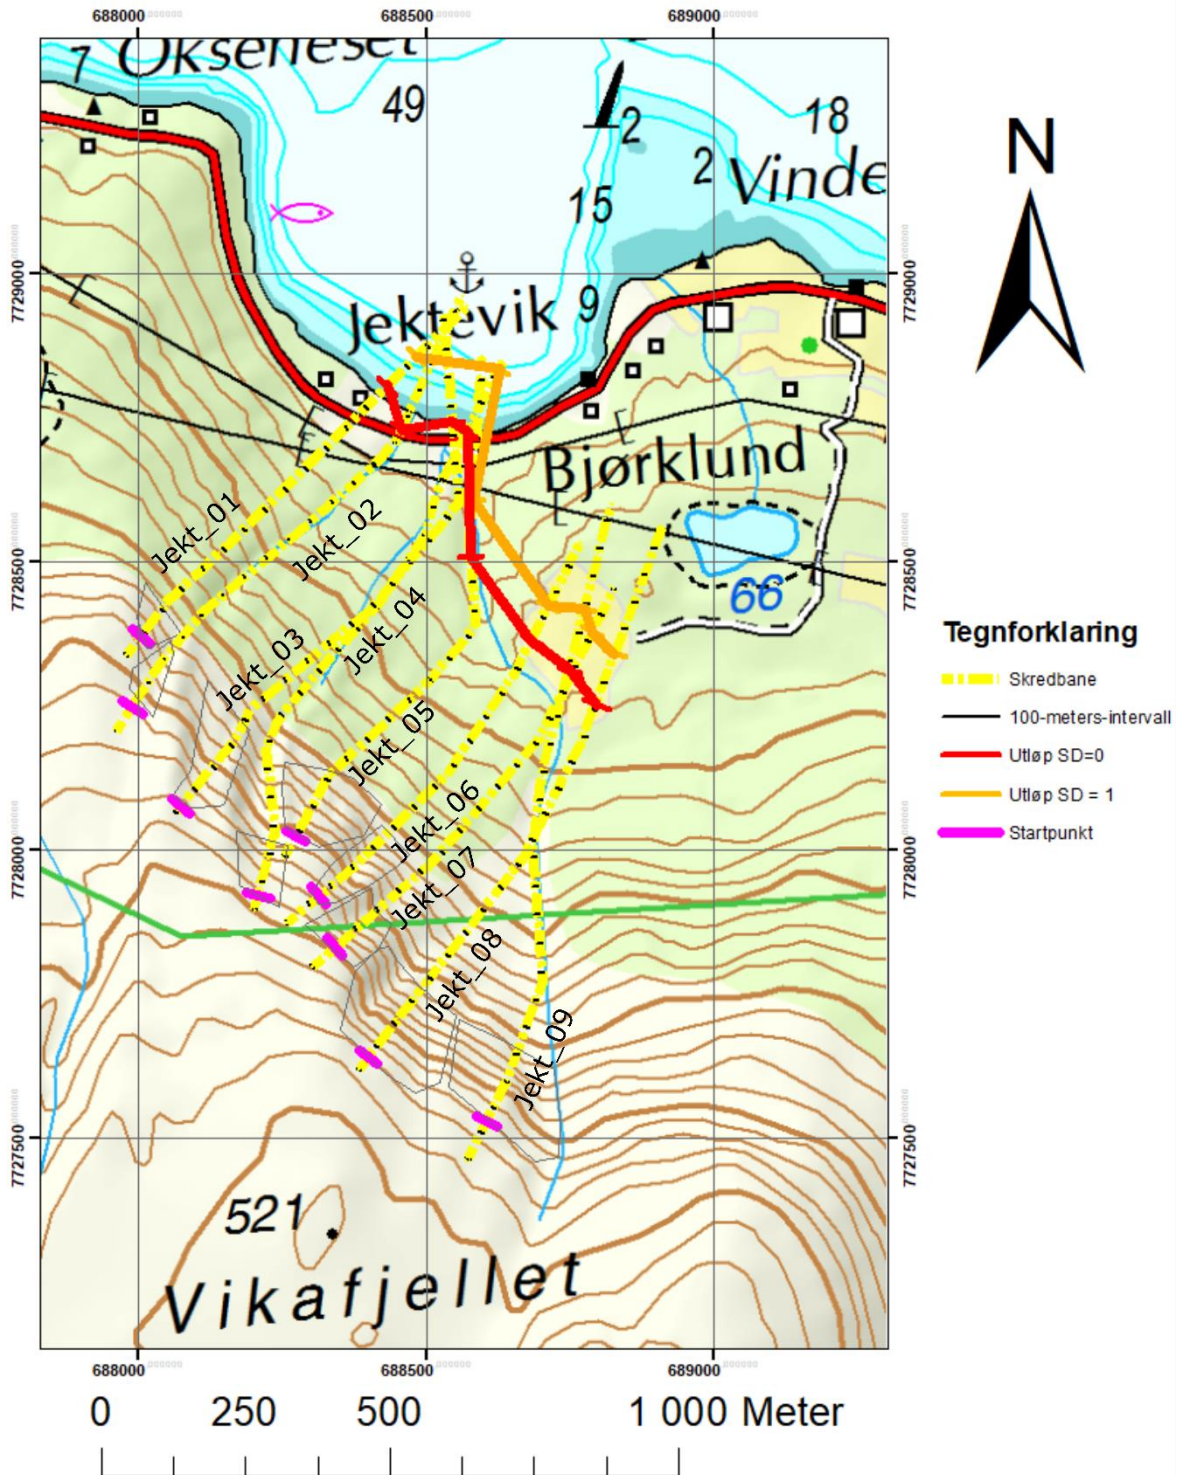 688000 688500 689000
Okseneset
7
49
2
18
2
Vinde
15
7729000
7729000
Jektevik
9
Bjørklund
Jekt_01
Jekt_02
7728500
7728500
66
Jekt_04
Jekt_03
Jekt_05
Jekt_06
7728000
7728000
Jekt_07
Jekt_08
Jekt_09
7727500
7727500
521
Vikafjellet
688000 688500 689000
0 250 500 1 000 Meter
N
Tegnforklaring
Skredbane
100-meters-intervall
Utløp SD=0
Utløp SD = 1
Startpunkt